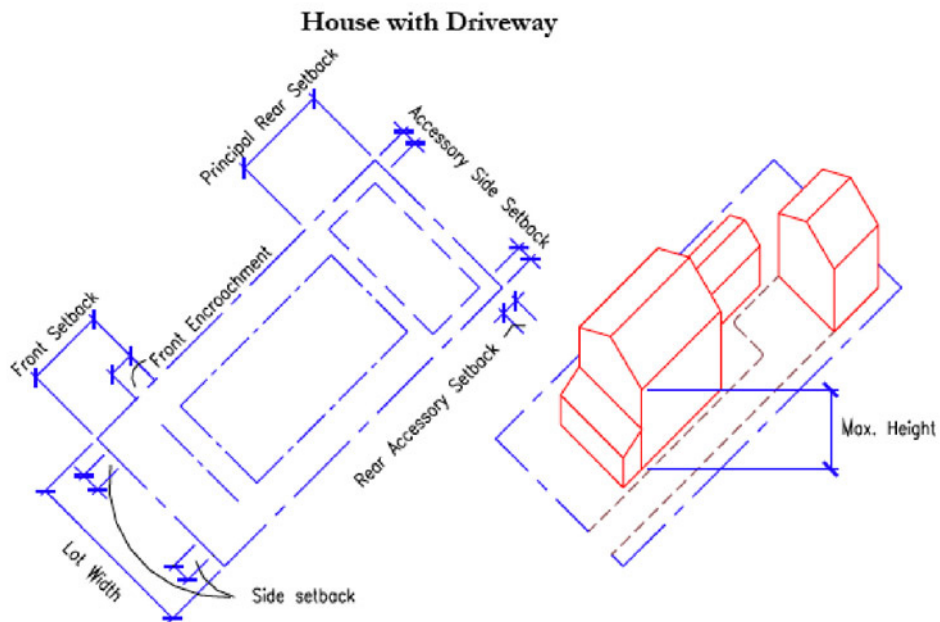 House with Driveway
Principal Rear Setback
Accessory Side Setback
Front Setback
Front Encroachment
Rear Accessory Setback
Max. Height
Lot Width
Side setback